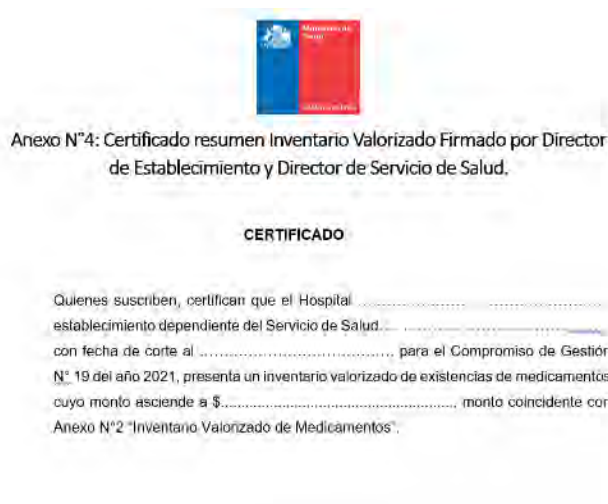 Ministerio de
Salud
Anexo N°4: Certificado resumen Inventario Valorizado Firmado por Director
de Establecimiento y Director de Servicio de Salud.
CERTIFICADO
Quienes suscriben, certifican que el Hospital ...........................................................
establecimiento dependiente del Servicio de Salud.... ...........................................
con fecha de corte al ......................................... para el Compromiso de Gestión
N° 19 del año 2021, presenta un inventario valorizado de existencias de medicamentos
cuyo monto asciende a $................................................., monto coincidente con
Anexo N°2 "Inventario Valorizado de Medicamentos".